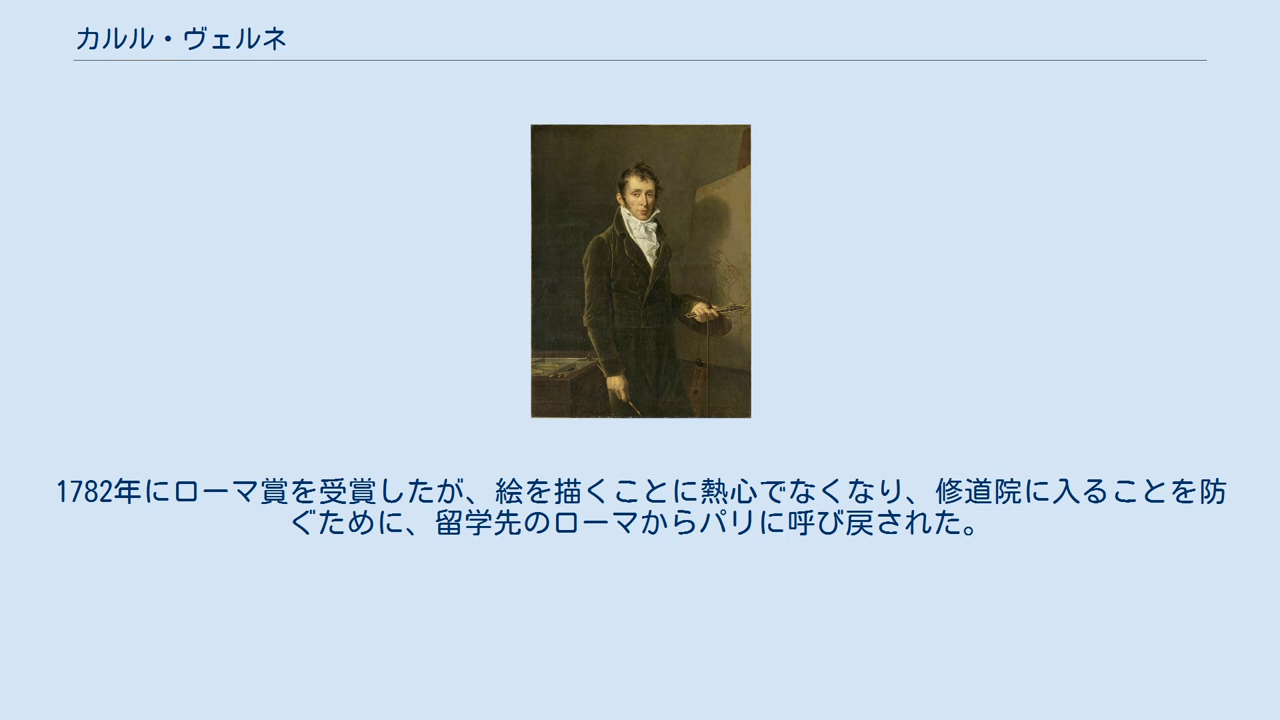 カルル・ヴェルネ
1782年にローマ賞を受賞したが、絵を描くことに熱心でなくなり、修道院に入ることを防
ぐために、留学先のローマからパリに呼び戻された。